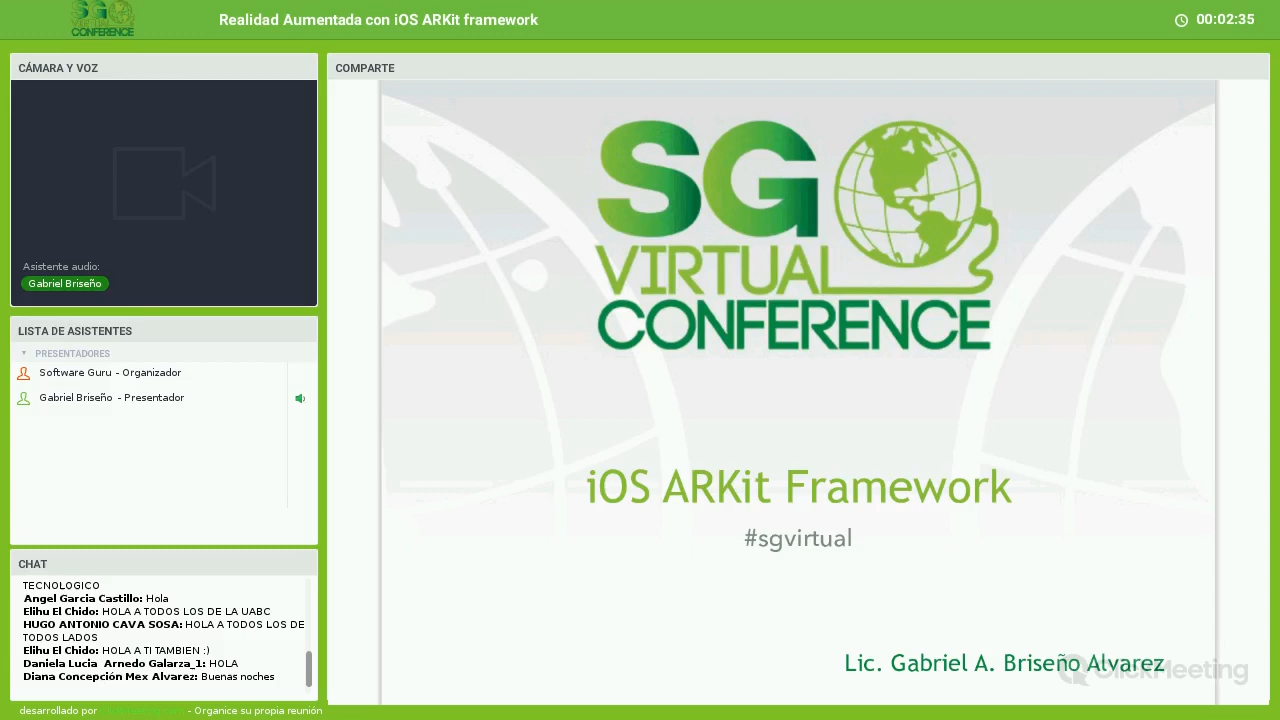 SG
CONFERENCE
Realidad Aumentada con iOS ARKit framework
00:02:35
CÁMARA Y VOZ
Asistente audio:
Gabriel Briseño
LISTA DE ASISTENTES
PRESENTADORES
Software Guru - Organizador
Gabriel Briseño - Presentador
CHAT
TECNOLOGICO
Angel Garcia Castillo: Hola
Elihu El Chido: HOLA A TODOS LOS DE LA UABC
HUGO ANTONIO CAVA SOSA: HOLA A TODOS LOS DE
TODOS LADOS
Elihu El Chido: HOLA A TI TAMBIEN :)
Daniela Lucia Arnedo Galarza_1: HOLA
Diana Concepción Mex Alvarez: Buenas noches
desarrollado por - Organice su propia reunión
COMPARTE
SG
VIRTUAL
CONFERENCE
iOS ARKit Framework
#sgvirtual
Lic. Gabriel A. Briseño Alvarez
ClickMeeting